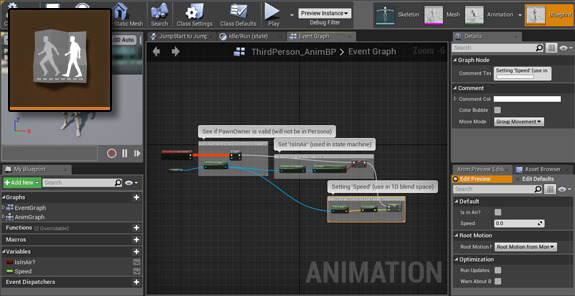 Static Mesh
Search
Class Settings
Class Defaults
Play
Preview Instance
Debug Filter
Skeleton
Mesh
Animation
Blueprint
JumpStart to Jump
Idle/Run (state)
Event Graph
ThirdPerson_AnimBP > Event Graph
Zoom -6
See if PawnOwner is valid (will not be in Persona)
Set 'IsInAir?' (used in state machine)
Setting 'Speed' (use in 1D blend space)
ANIMATION
My Blueprint
Add New
Search
Graphs
EventGraph
AnimGraph
Functions (2 Overridable)
Macros
Variables
IsInAir?
Speed
Event Dispatchers
Details
Search
Graph Node
Comment Tex
Setting 'Speed' (use in
Comment
Comment Col
Color Bubble
Move Mode
Group Movement
Anim Preview Edito
Asset Browser
Edit Preview
Edit Defaults
Default
Is in Air?
Speed
0.0
Root Motion
Root Motion F
Root Motion from Mon
Optimization
Run Updates
Warn About B